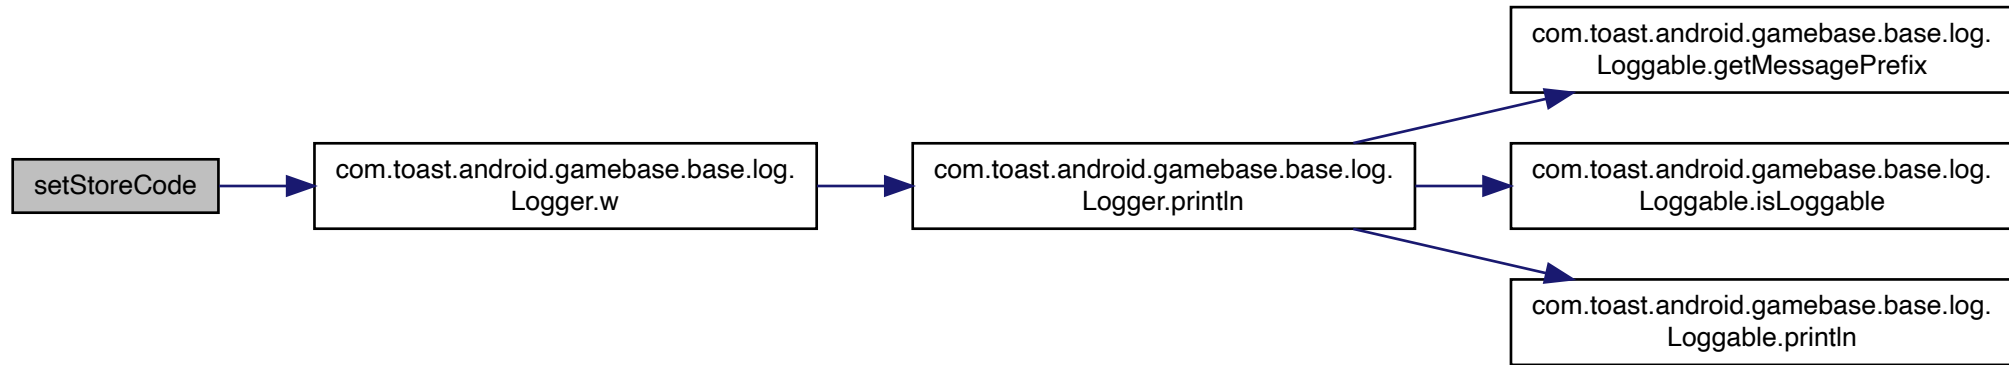 setStoreCode
com.toast.android.gamebase.base.log.
Logger.w
com.toast.android.gamebase.base.log.
Logger.println
com.toast.android.gamebase.base.log.
Loggable.getMessagePrefix
com.toast.android.gamebase.base.log.
Loggable.isLoggable
com.toast.android.gamebase.base.log.
Loggable.println